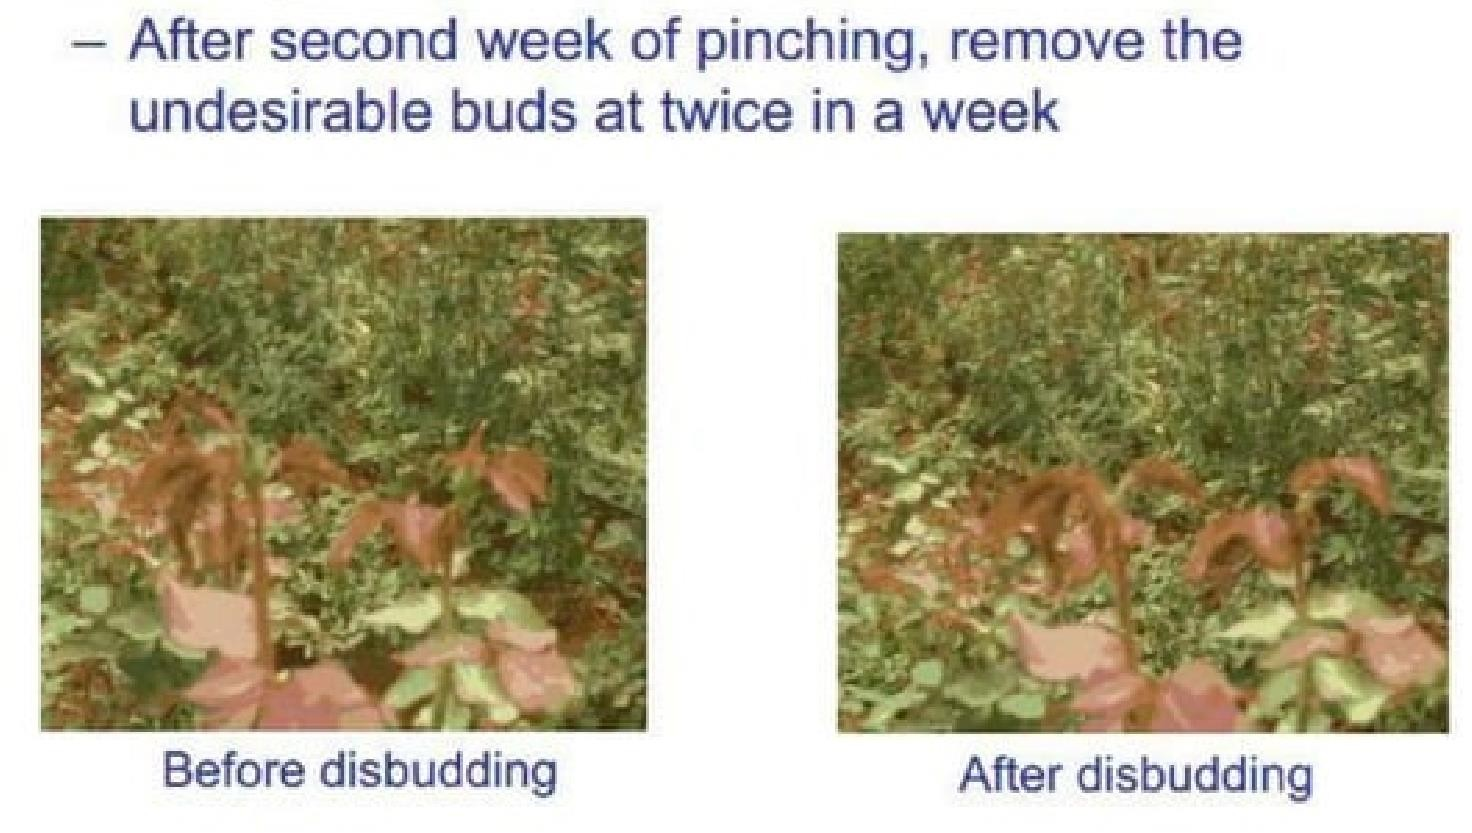 – After second week of pinching, remove the
undesirable buds at twice in a week
Before disbudding
After disbudding